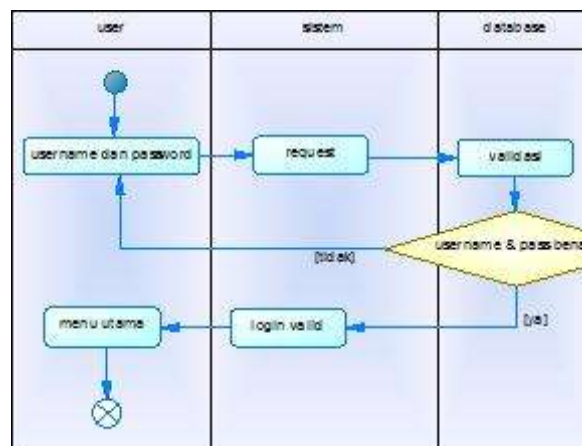 user
sistem
database
username dan password
request
validasi
username & pass bena
[tidak]
[ya]
menu utama
login valid